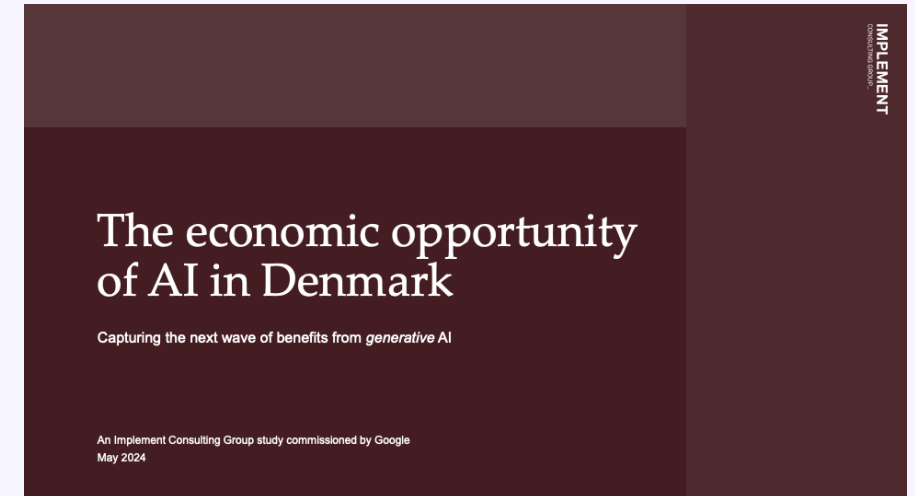 IMPLEMENT
CONSULTING GROUP_
The economic opportunity
of AI in Denmark
Capturing the next wave of benefits from generative AI
An Implement Consulting Group study commissioned by Google
May 2024